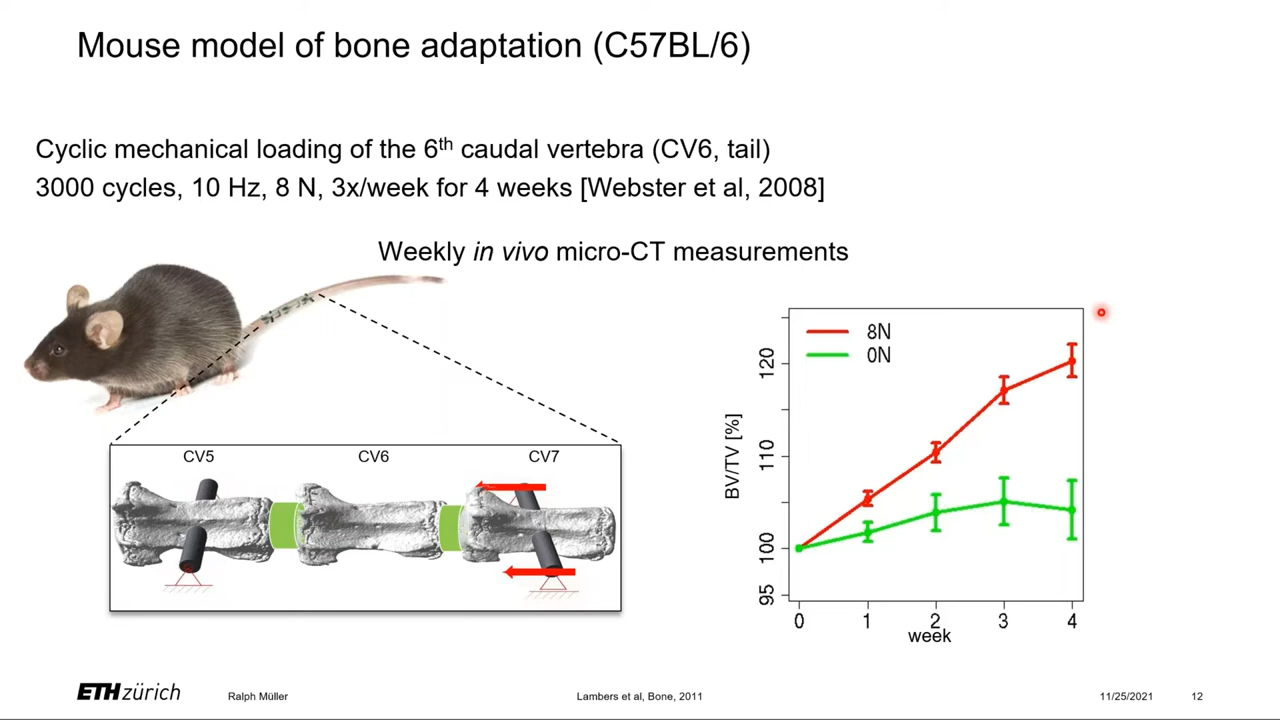 Mouse model of bone adaptation (C57BL/6)
Cyclic mechanical loading of the 6th caudal vertebra (CV6, tail)
3000 cycles, 10 Hz, 8 N, 3x/week for 4 weeks [Webster et al, 2008]
Weekly in vivo micro-CT measurements
CV5 CV6 CV7
8N
0N
BV/TV [%]
120
110
100
95
0 1 2 3 4
week
ETH zürich
Ralph Müller
Lambers et al, Bone, 2011
11/25/2021
12